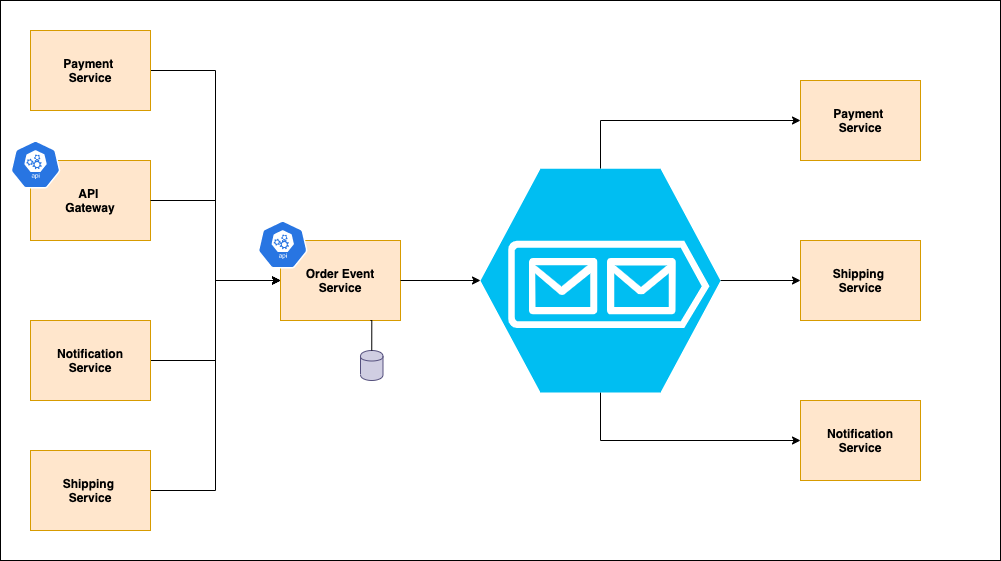 Payment
Service
api
API
Gateway
Notification
Service
Shipping
Service
api
Order Event
Service
Payment
Service
Shipping
Service
Notification
Service